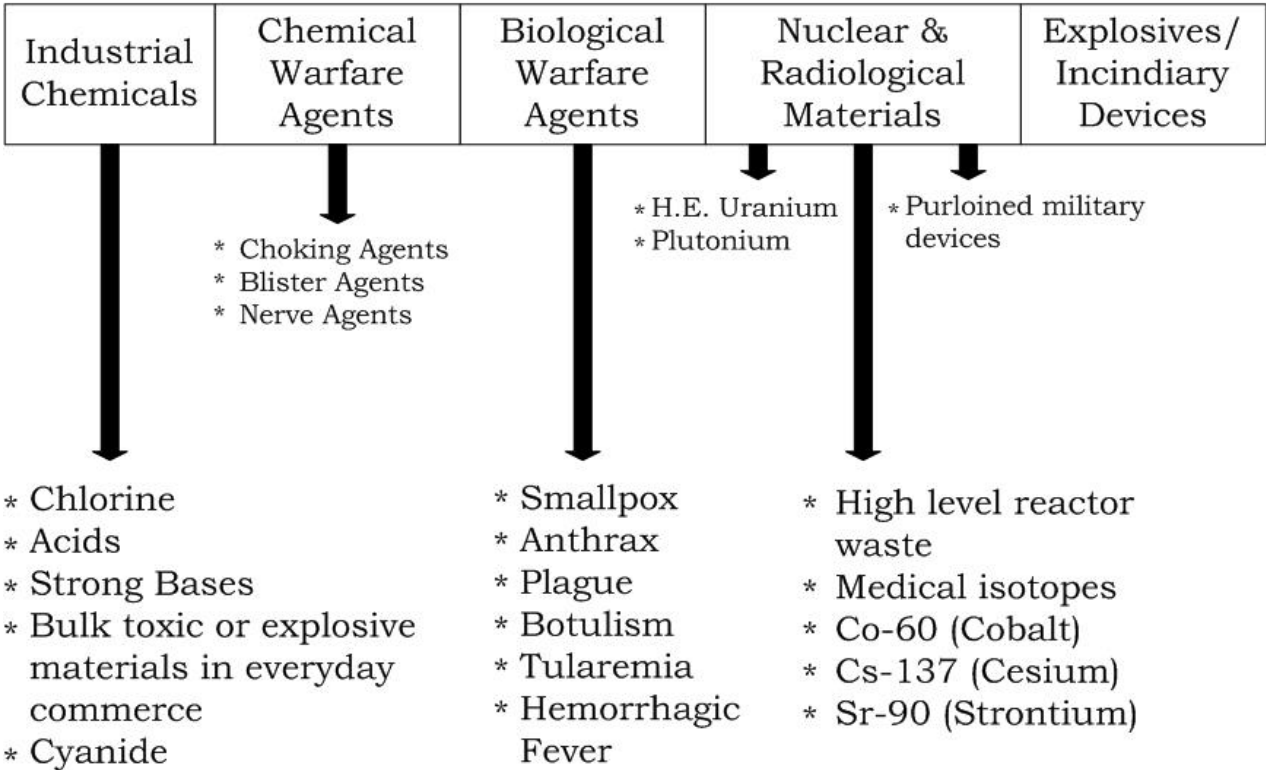 Industrial
Chemicals
Chemical
Warfare
Agents
Biological
Warfare
Agents
Nuclear &
Radiological
Materials
Explosives/
Incindiary
Devices
* Choking Agents
* Blister Agents
* Nerve Agents
* H.E. Uranium
* Plutonium
* Purloined military
devices
* Chlorine
* Acids
* Strong Bases
* Bulk toxic or explosive
materials in everyday
commerce
* Cyanide
* Smallpox
* Anthrax
* Plague
* Botulism
* Tularemia
* Hemorrhagic
Fever
* High level reactor
waste
* Medical isotopes
* Co-60 (Cobalt)
* Cs-137 (Cesium)
* Sr-90 (Strontium)